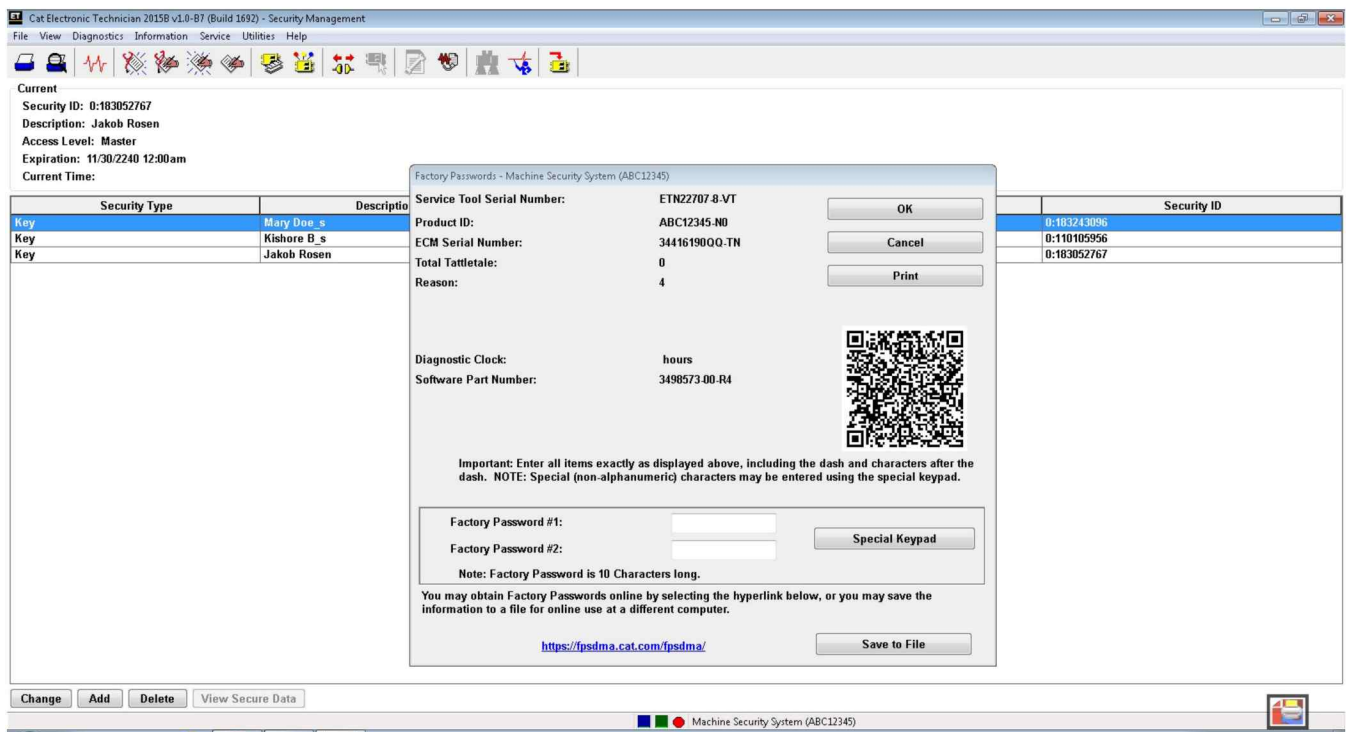 Cat Electronic Technician 2015B v1.0-B7 (Build 1692) - Security Management
File View Diagnostics Information Service Utilities Help
Current
Security ID: 0:183052767
Description: Jakob Rosen
Access Level: Master
Expiration: 11/30/2240 12:00am
Current Time:
Security Type Descriptio Security ID
Key Mary Doe_s 0:183243096
Key Kishore B_s 0:110105956
Key Jakob Rosen 0:183052767
Factory Passwords - Machine Security System (ABC12345)
Service Tool Serial Number: ETN22707-8-VT
OK
Product ID: ABC12345-N0
ECM Serial Number: 34416190QQ-TN
Cancel
Total Tattletale: 0
Print
Reason: 4
Diagnostic Clock: hours
Software Part Number: 3498573-00-R4
Important: Enter all items exactly as displayed above, including the dash and characters after the
dash. NOTE: Special (non-alphanumeric) characters may be entered using the special keypad.
Factory Password #1:
Special Keypad
Factory Password #2:
Note: Factory Password is 10 Characters long.
You may obtain Factory Passwords online by selecting the hyperlink below, or you may save the
information to a file for online use at a different computer.
https://fpsdma.cat.com/fpsdma/ Save to File
Change Add Delete View Secure Data
Machine Security System (ABC12345)